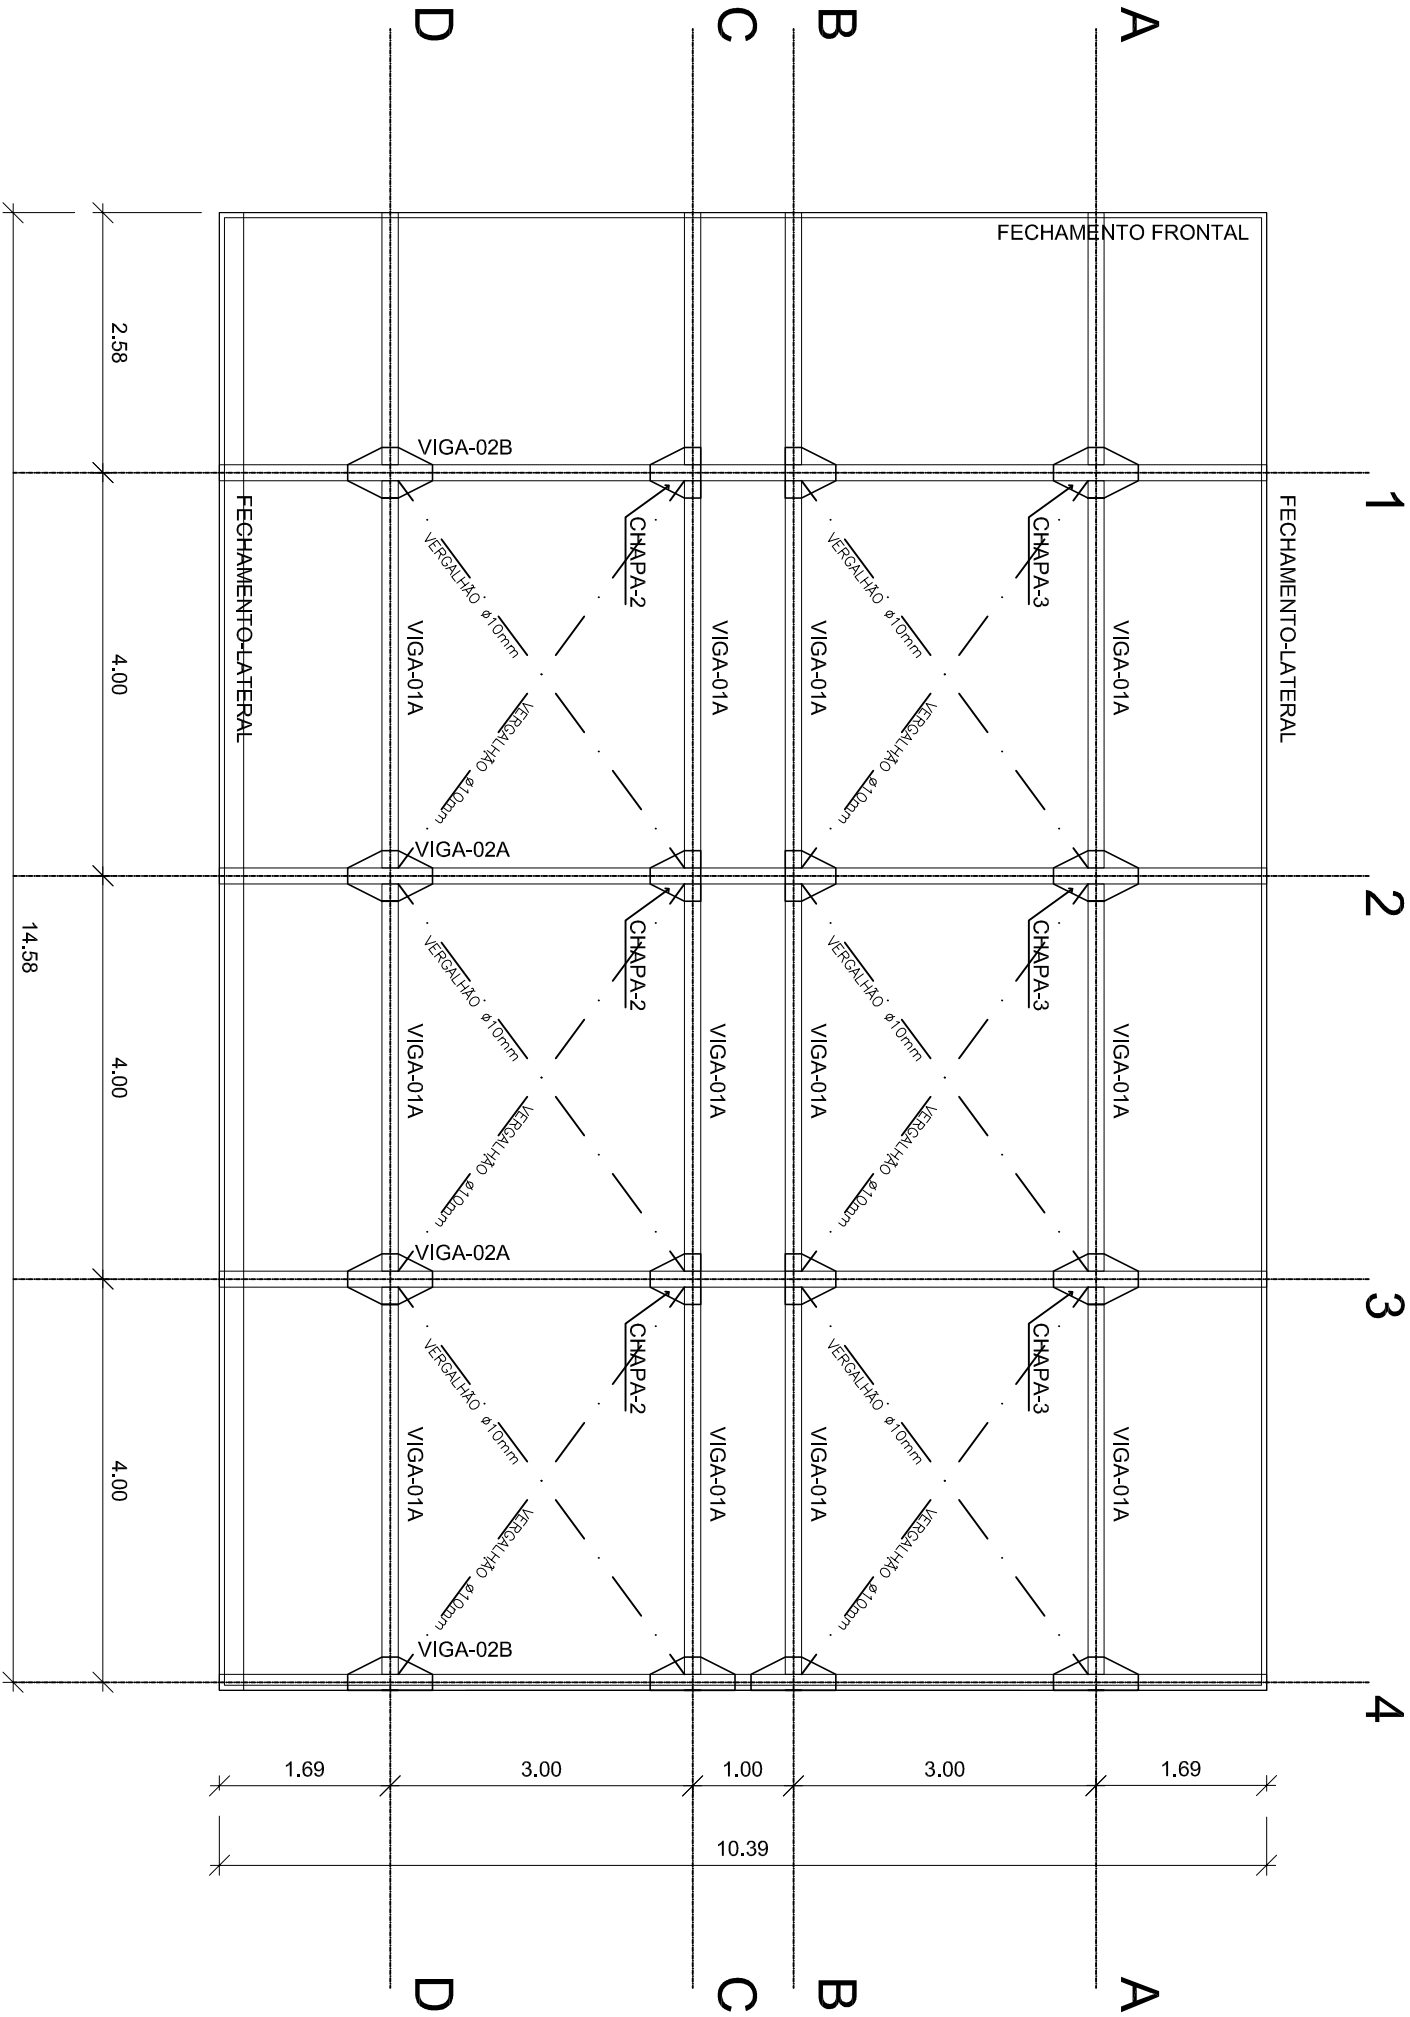 D
C
B
A
FECHAMENTO FRONTAL
2.58
VIGA-02B
1
FECHAMENTO-LATERAL
FECHAMENTO-LATERAL
CHAPA-2
CHAPA-3
VERGALHÃO ø10mm
VERGALHÃO ø10mm
4.00
VIGA-01A
VIGA-01A
VIGA-01A
VIGA-01A
VERGALHÃO ø10mm
VERGALHÃO ø10mm
VIGA-02A
2
14.58
CHAPA-2
CHAPA-3
VERGALHÃO ø10mm
VERGALHÃO ø10mm
4.00
VIGA-01A
VIGA-01A
VIGA-01A
VIGA-01A
VERGALHÃO ø10mm
VERGALHÃO ø10mm
VIGA-02A
3
CHAPA-2
CHAPA-3
VERGALHÃO ø10mm
VERGALHÃO ø10mm
4.00
VIGA-01A
VIGA-01A
VIGA-01A
VIGA-01A
VERGALHÃO ø10mm
VERGALHÃO ø10mm
VIGA-02B
4
1.69
3.00
1.00
3.00
1.69
10.39
D
C
B
A